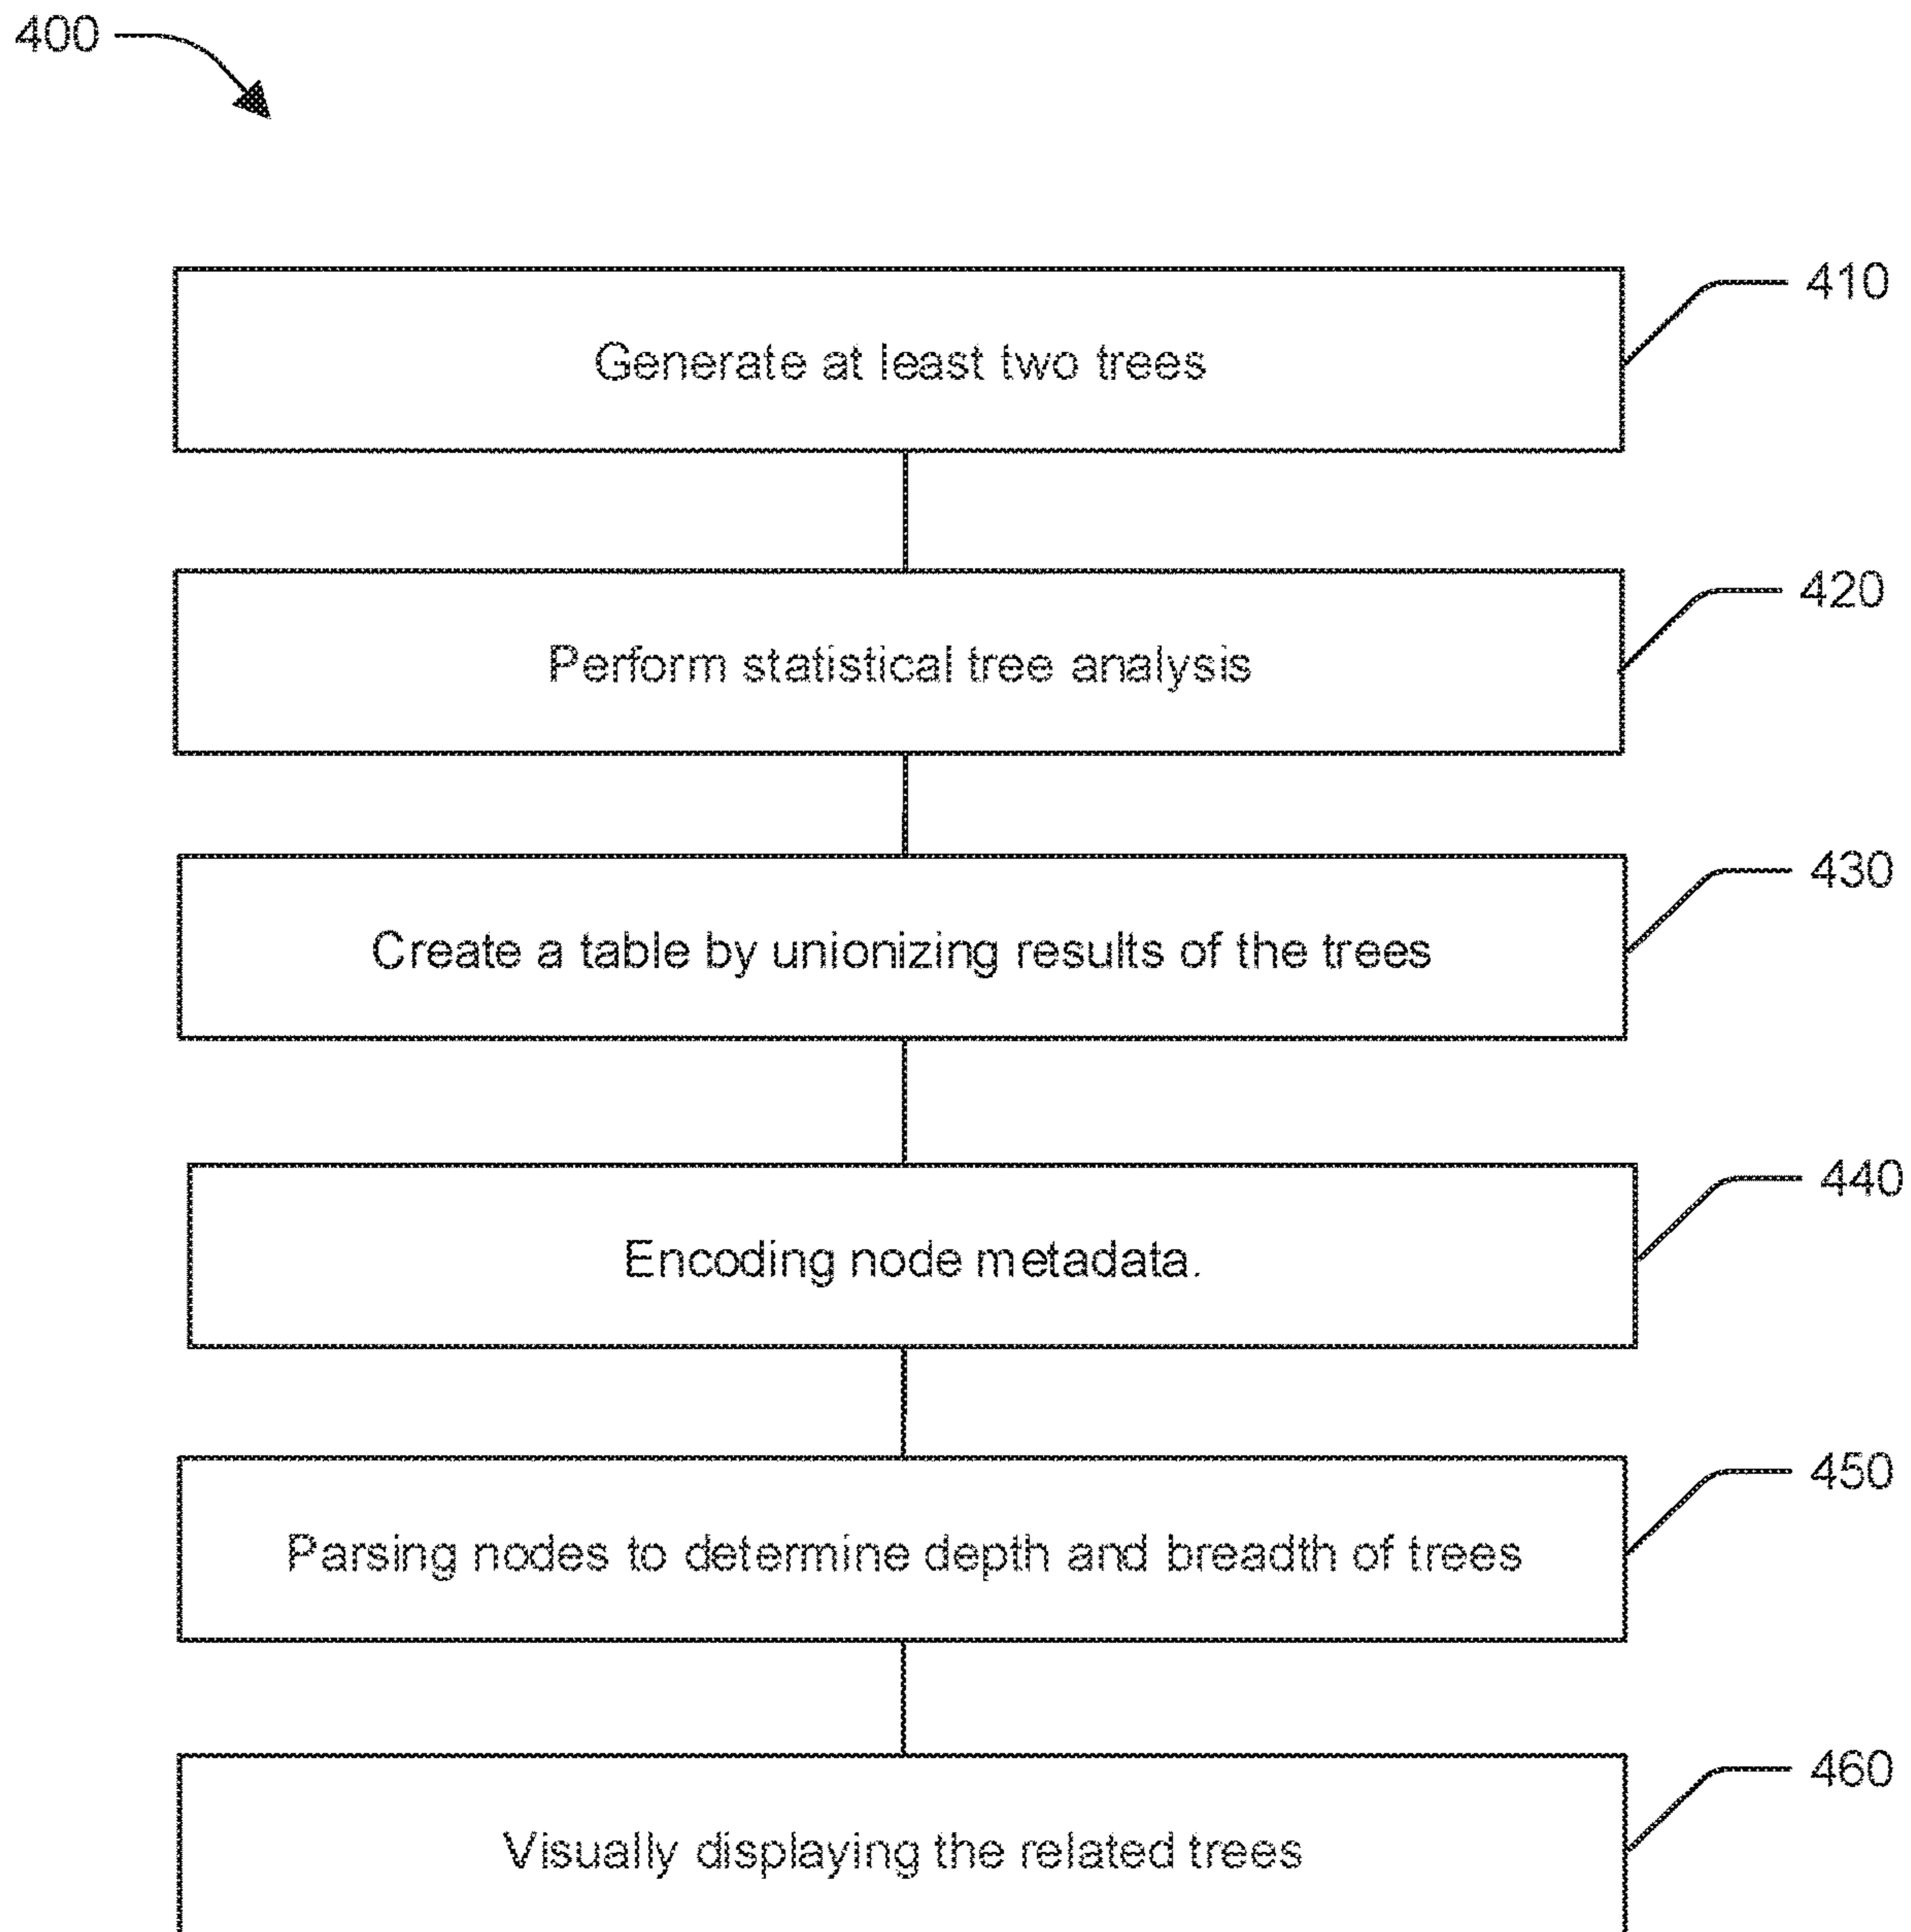 400
410
Generate at least two trees
420
Perform statistical tree analysis
430
Create a table by unionizing results of the trees
440
Encoding node metadata.
450
Parsing nodes to determine depth and breadth of trees
460
Visually displaying the related trees